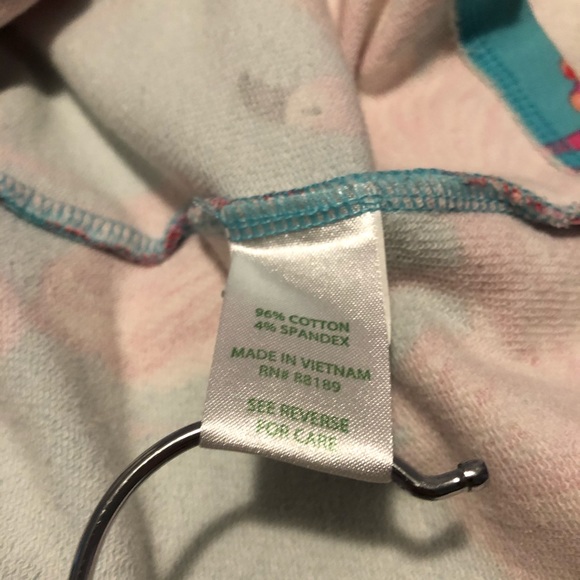 96% COTTON
4% SPANDEX
MADE IN VIETNAM
RN# 88189
SEE REVERSE
FOR CARE